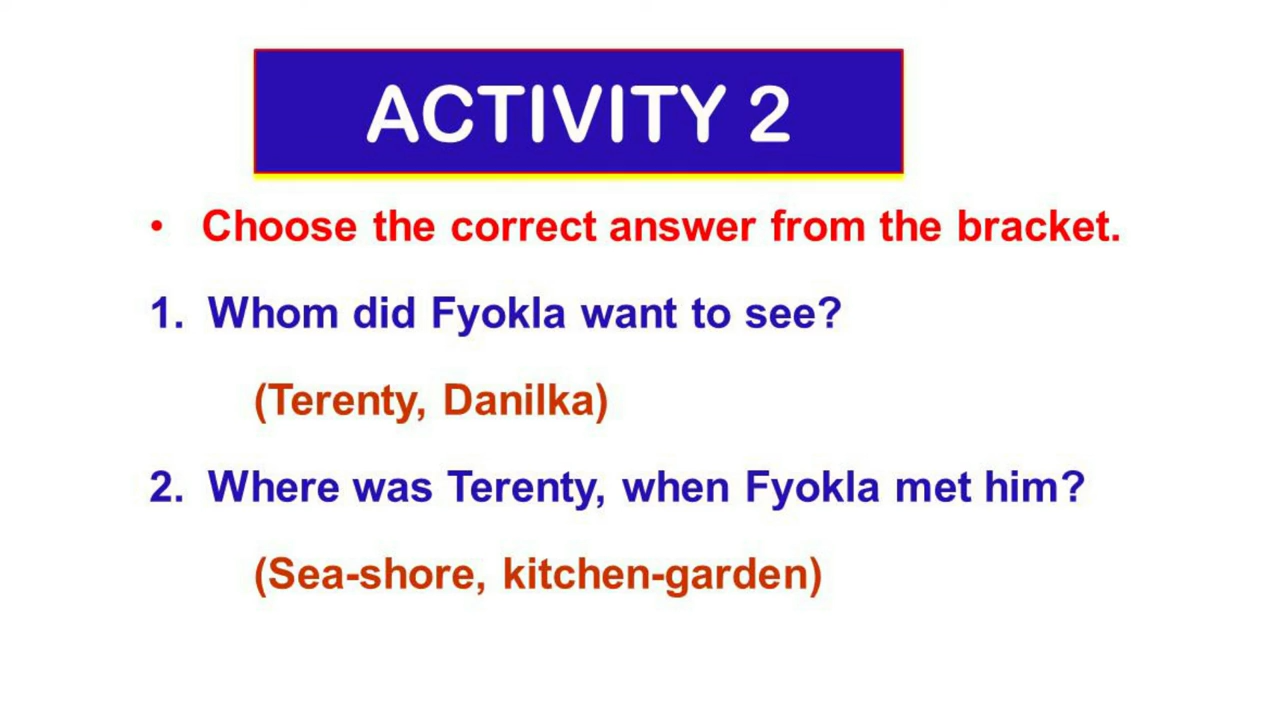 ACTIVITY 2
• Choose the correct answer from the bracket.
1. Whom did Fyokla want to see?
(Terenty, Danilka)
2. Where was Terenty, when Fyokla met him?
(Sea-shore, kitchen-garden)